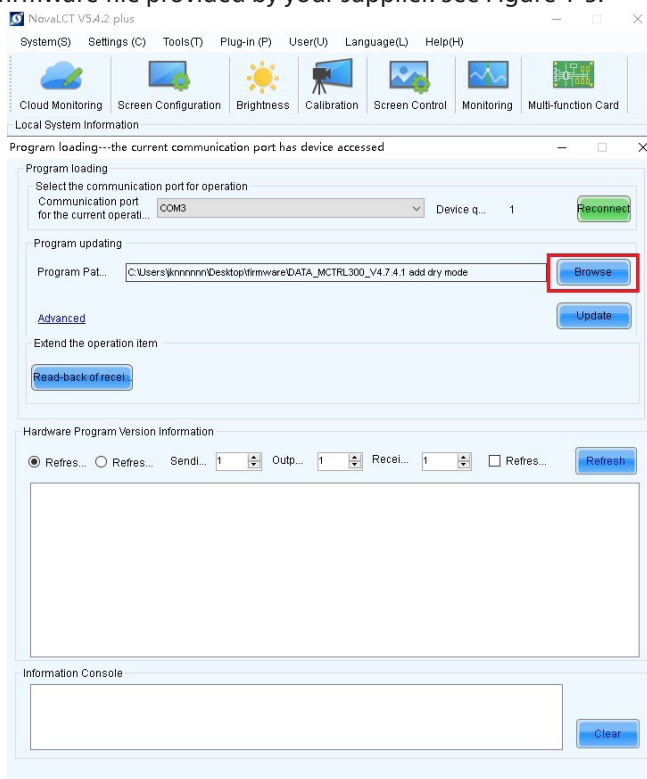 firmware file provided by your supplier. See Figure 4-5.
NovaLCT V5.4.2 plus
System(S) Settings (C) Tools(T) Plug-in (P) User(U) Language(L) Help(H)
Cloud Monitoring Screen Configuration Brightness Calibration Screen Control Monitoring Multi-function Card
Local System Information
Program loading---the current communication port has device accessed
Program loading
Select the communication port for operation
Communication port
for the current operati... COM3 Device q... 1 Reconnect
Program updating
Program Pat... C:\Users\jknnnnnn\Desktop\firmware\DATA_MCTRL300_V4.7.4.1 add dry mode Browse
Advanced Update
Extend the operation item
Read-back of recei...
Hardware Program Version Information
Refres... Refres... Sendi... 1 Outp... 1 Recei... 1 Refres... Refresh
Information Console
Clear